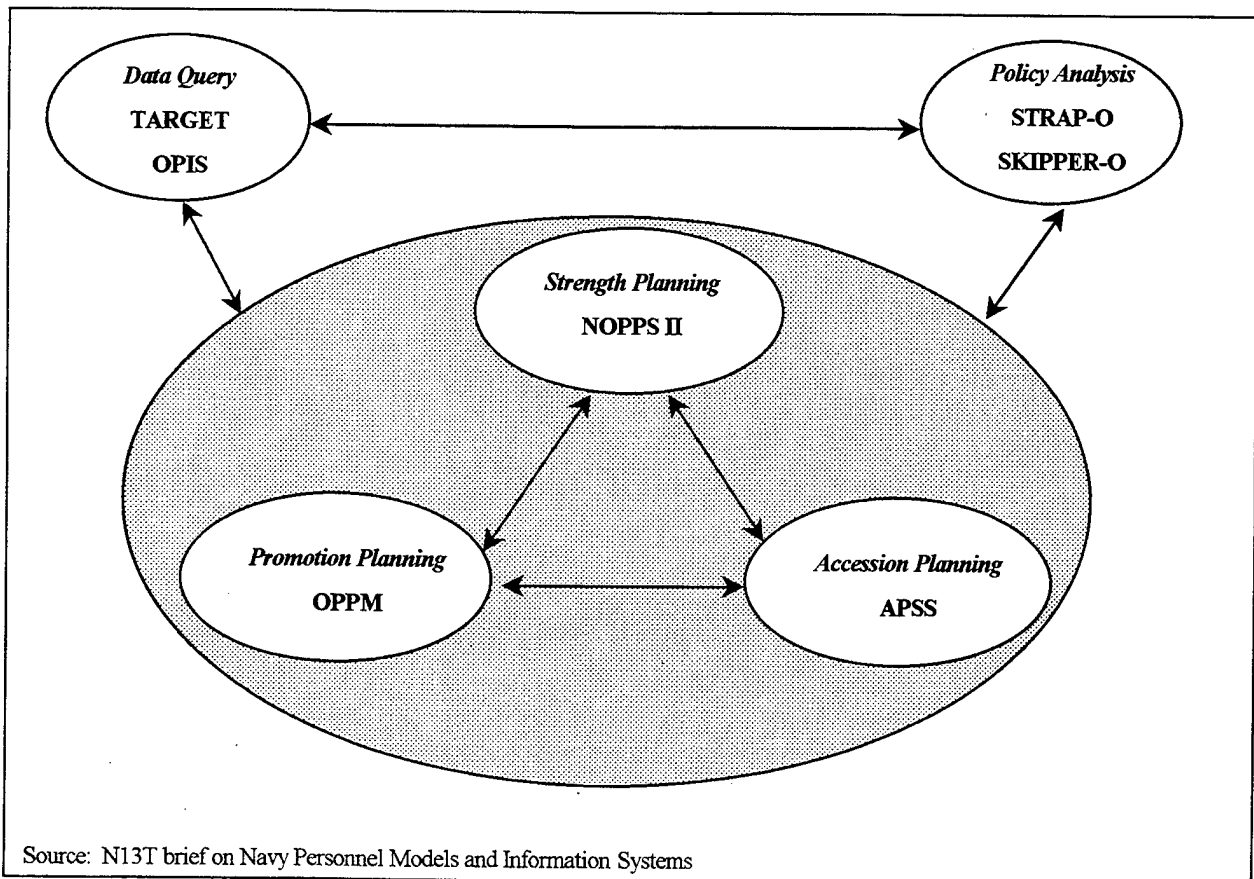 Data Query
TARGET
OPIS
Policy Analysis
STRAP-O
SKIPPER-O
Strength Planning
NOPPS II
Promotion Planning
OPPM
Accession Planning
APSS
Source: N13T brief on Navy Personnel Models and Information Systems